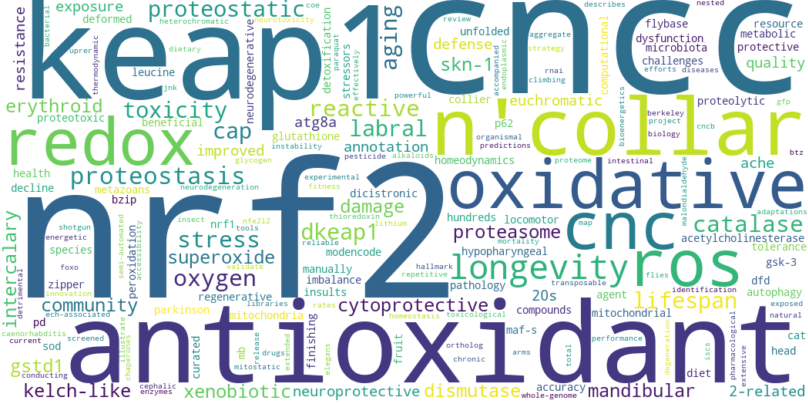 exposure
deformed
proteostatic
heterochromatic
neurotoxicity
coe
review
describes
nested
bacterial
resistance
uprer
thermodynamic
dietary
jnk
leucine
neurodegenerative
keap1
detoxification
stressors
paraquat
effectively
aging
cncc
unfolded
aggregate
strategy
defense
skn-1
rnai
climbing
accompanied
endoplasmic
computational
flybase
dysfunction
microbiota
challenges
efforts
diseases
resource
metabolic
protective
quality
powerful
collier
euchromatic
proteolytic
gfp
erythroid
toxicity
proteotoxic
beneficial
cap
reactive
atg8a
glutathione
instability
labral
annotation
n'collar
p62
organismal
predictions
bioenergetics
berkeley
project
biology
cncb
btz
redox
improved
glycogen
pesticide
alkaloids
homeodynamics
proteome
intestinal
ache
health
decline
proteostasis
metazoans
neurodegeneration
experimental
fitness
bzip
dicistronic
oxidative
malondialdehyde
adaptations
nrf2
insect
nfe2l2
thioredoxin
lithium
nrf1
tools
damage
dkeap1
hundreds
locomotor
proteasome
cnc
map
catalase
acetylcholinesterase
tolerance
intercalary
shotgun
energetic
species
semi-automated
accessibility
peroxidation
stress
superoxide
validate
reliable
modencode
mortality
hypopharyngeal
longevity
ros
flies
gsk-3
foxo
zipper
innovation
detrimental
oxygen
manually
imbalance
insults
hallmark
repetitive
pathology
transposable
identification
dfd
autophagy
community
regenerative
libraries
cytoprotective
20s
compounds
agent
lifespan
exposed
natural
parkinson
mitochondria
rates
homeostasis
toxicological
mitochondrial
pd
ech-associated
caenorhabditis
current
sod
illustrate
chaperones
antioxidant
maf-s
performance
cat
head
gstd1
conducting
curated
mb
release
drugs
mitostatic
extended
finishing
elegans
fruit
ortholog
chronic
arms
total
iscs
degeneration
diet
pharmacological
extensive
kelch-like
cephalic
enzymes
xenobiotic
neuroprotective
dismutase
accuracy
whole-genome
mandibular
2-related